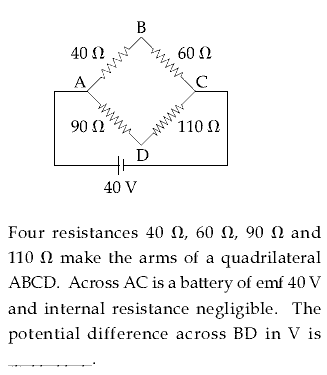 B
40 Ω 60 Ω
A C
90 Ω 110 Ω
D
40 V
Four resistances 40 Ω, 60 Ω, 90 Ω and
110 Ω make the arms of a quadrilateral
ABCD. Across AC is a battery of emf 40 V
and internal resistance negligible. The
potential difference across BD in V is
__________.